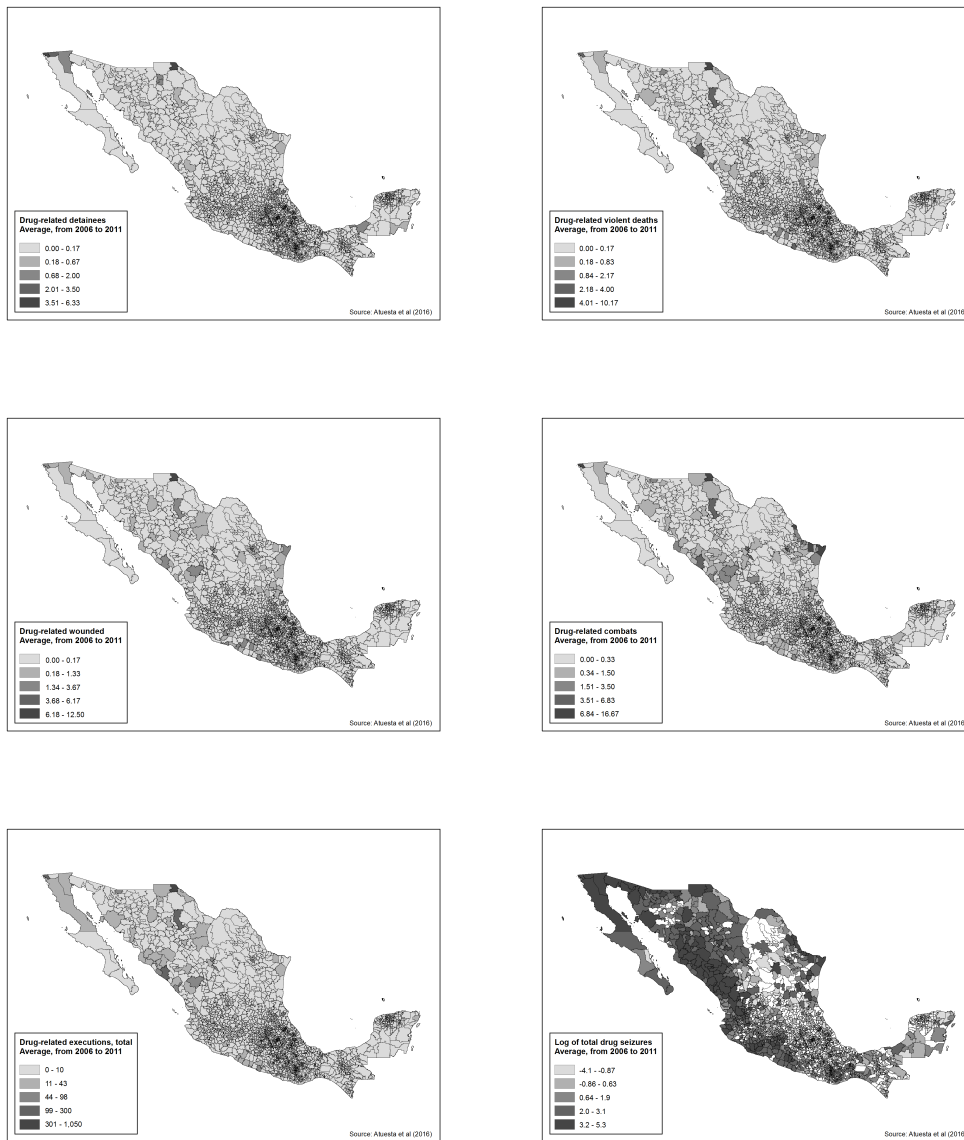 Drug-related detainees
Average, from 2006 to 2011
0.00 - 0.17
0.18 - 0.67
0.68 - 2.00
2.01 - 3.50
3.51 - 6.33
Source: Atuesta et al (2016)
Drug-related violent deaths
Average, from 2006 to 2011
0.00 - 0.17
0.18 - 0.83
0.84 - 2.17
2.18 - 4.00
4.01 - 10.17
Source: Atuesta et al (2016
Drug-related wounded
Average, from 2006 to 2011
0.00 - 0.17
0.18 - 1.33
1.34 - 3.67
3.68 - 6.17
6.18 - 12.50
Source: Atuesta et al (2016)
Drug-related combats
Average, from 2006 to 2011
0.00 - 0.33
0.34 - 1.50
1.51 - 3.50
3.51 - 6.83
6.84 - 16.67
Source: Atuesta et al (2016
Drug-related executions, total
Average, from 2006 to 2011
0 - 10
11 - 43
44 - 98
99 - 300
301 - 1,050
Source: Atuesta et al (2016)
Log of total drug seizures
Average, from 2006 to 2011
-4.1 - -0.87
-0.86 - 0.63
0.64 - 1.9
2.0 - 3.1
3.2 - 5.3
Source: Atuesta et al (2016